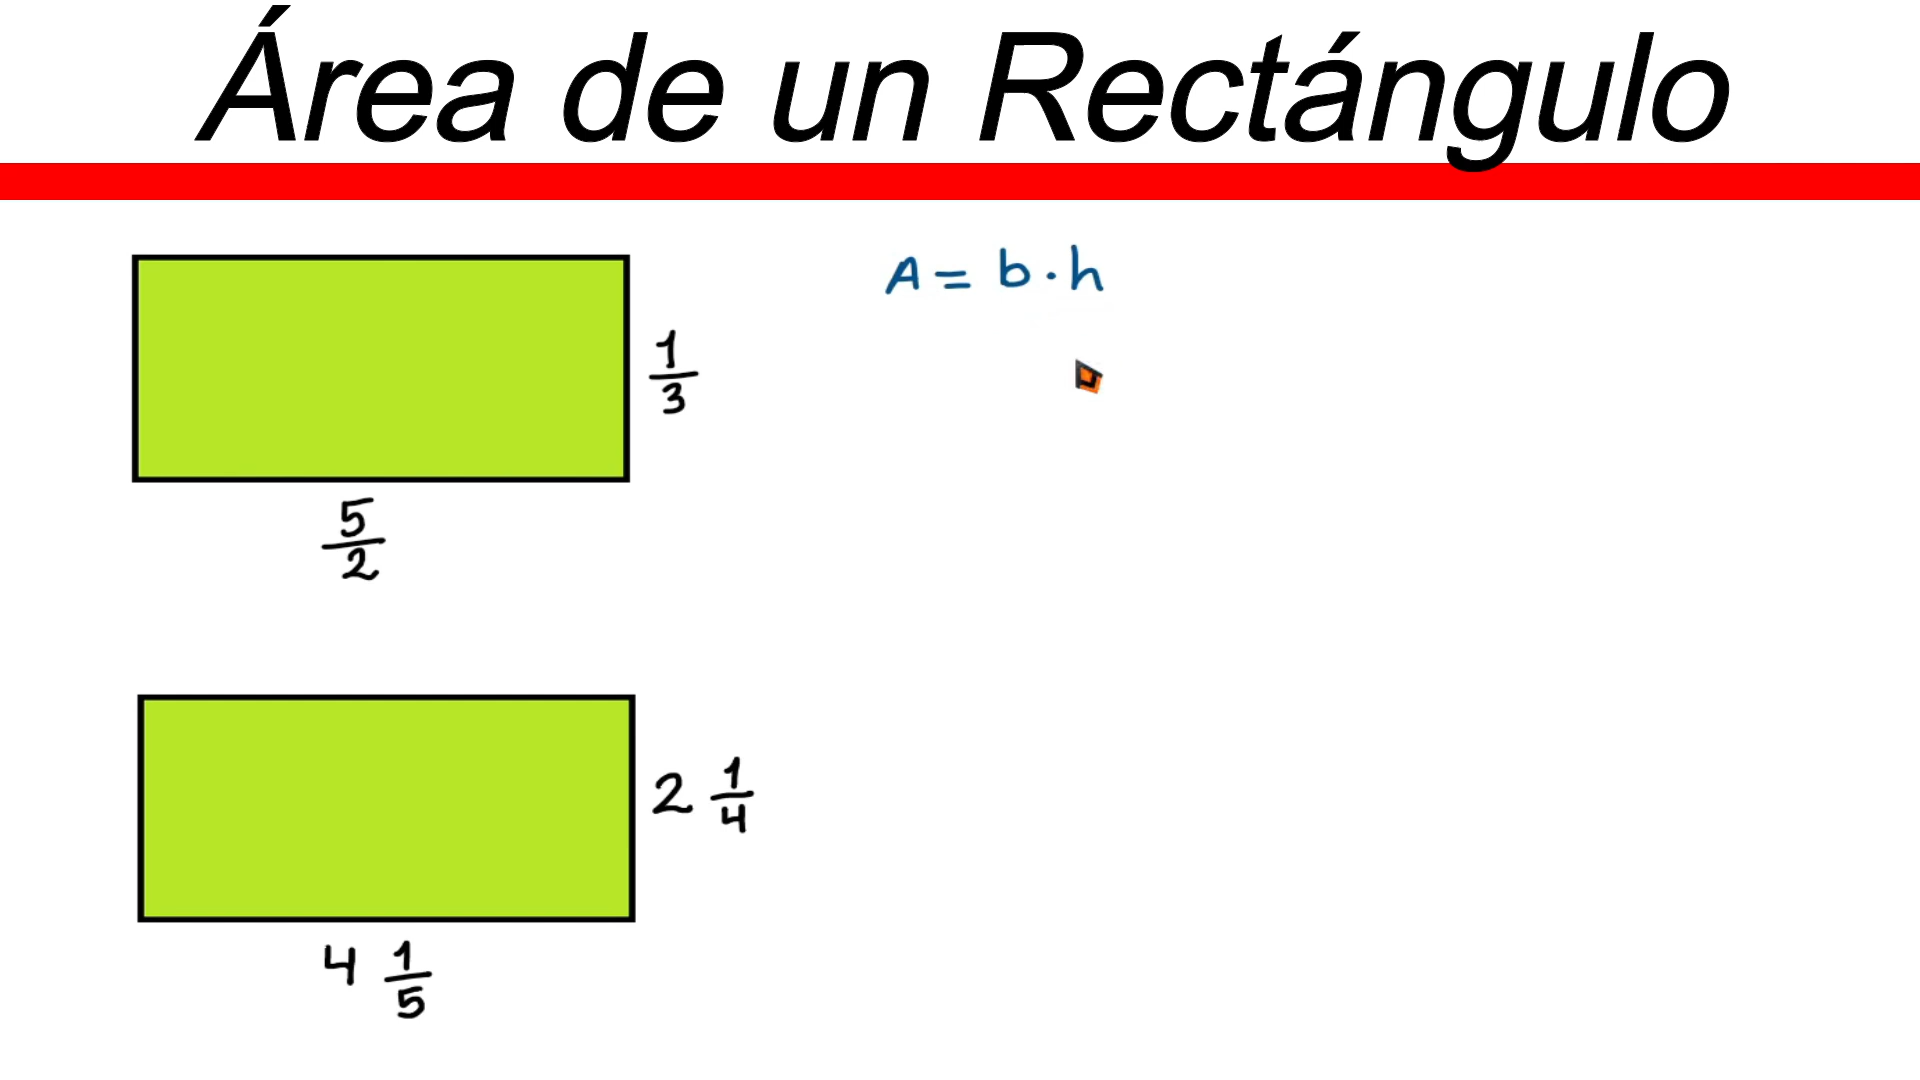 Área de un Rectángulo
A = b · h
1/3
5/2
2 1/4
4 1/5